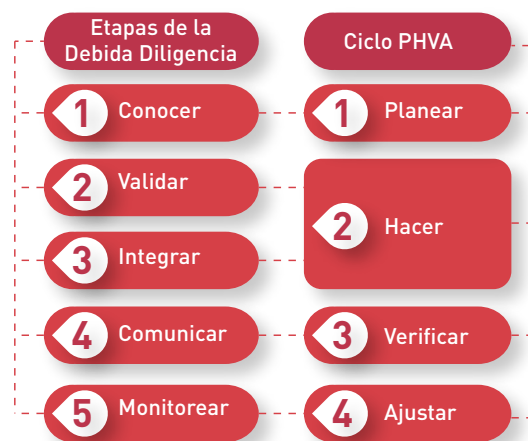 Etapas de la
Debida Diligencia
Ciclo PHVA
1 Conocer
1 Planear
2 Validar
2 Hacer
3 Integrar
4 Comunicar
3 Verificar
5 Monitorear
4 Ajustar